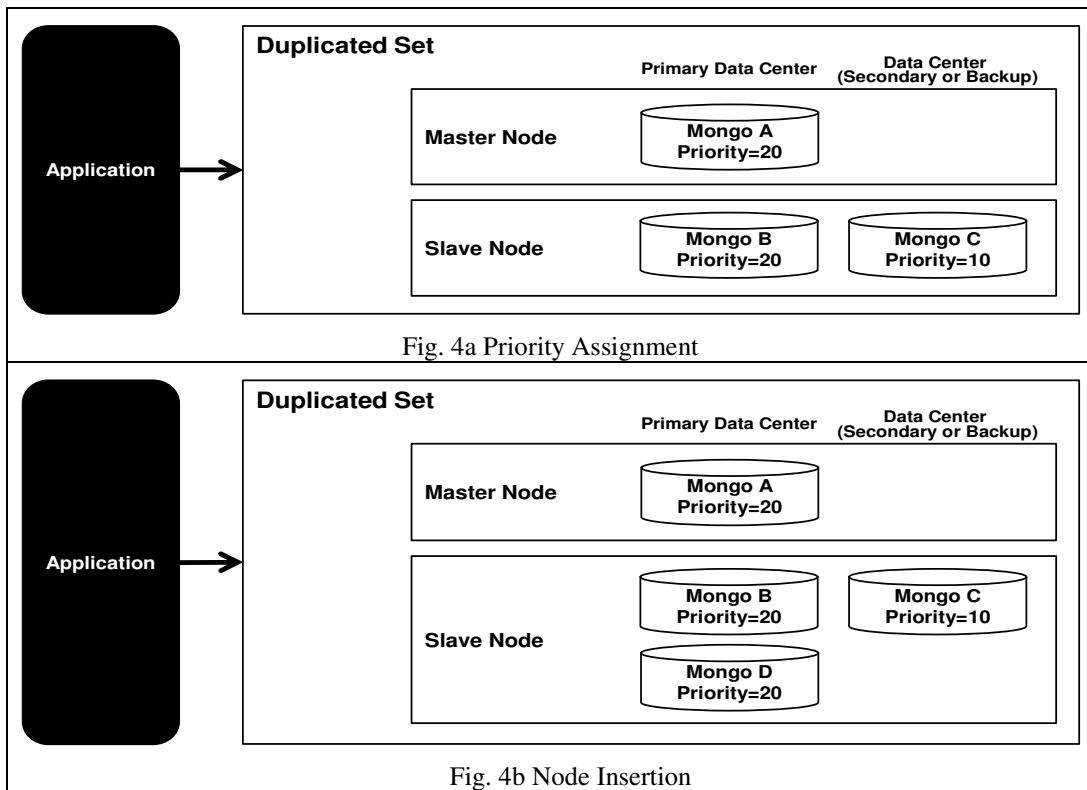 Duplicated Set
Primary Data Center
Data Center
(Secondary or Backup)
Application
Master Node
Mongo A
Priority=20
Slave Node
Mongo B
Priority=20
Mongo C
Priority=10
Fig. 4a Priority Assignment
Duplicated Set
Primary Data Center
Data Center
(Secondary or Backup)
Application
Master Node
Mongo A
Priority=20
Slave Node
Mongo B
Priority=20
Mongo C
Priority=10
Mongo D
Priority=20
Fig. 4b Node Insertion